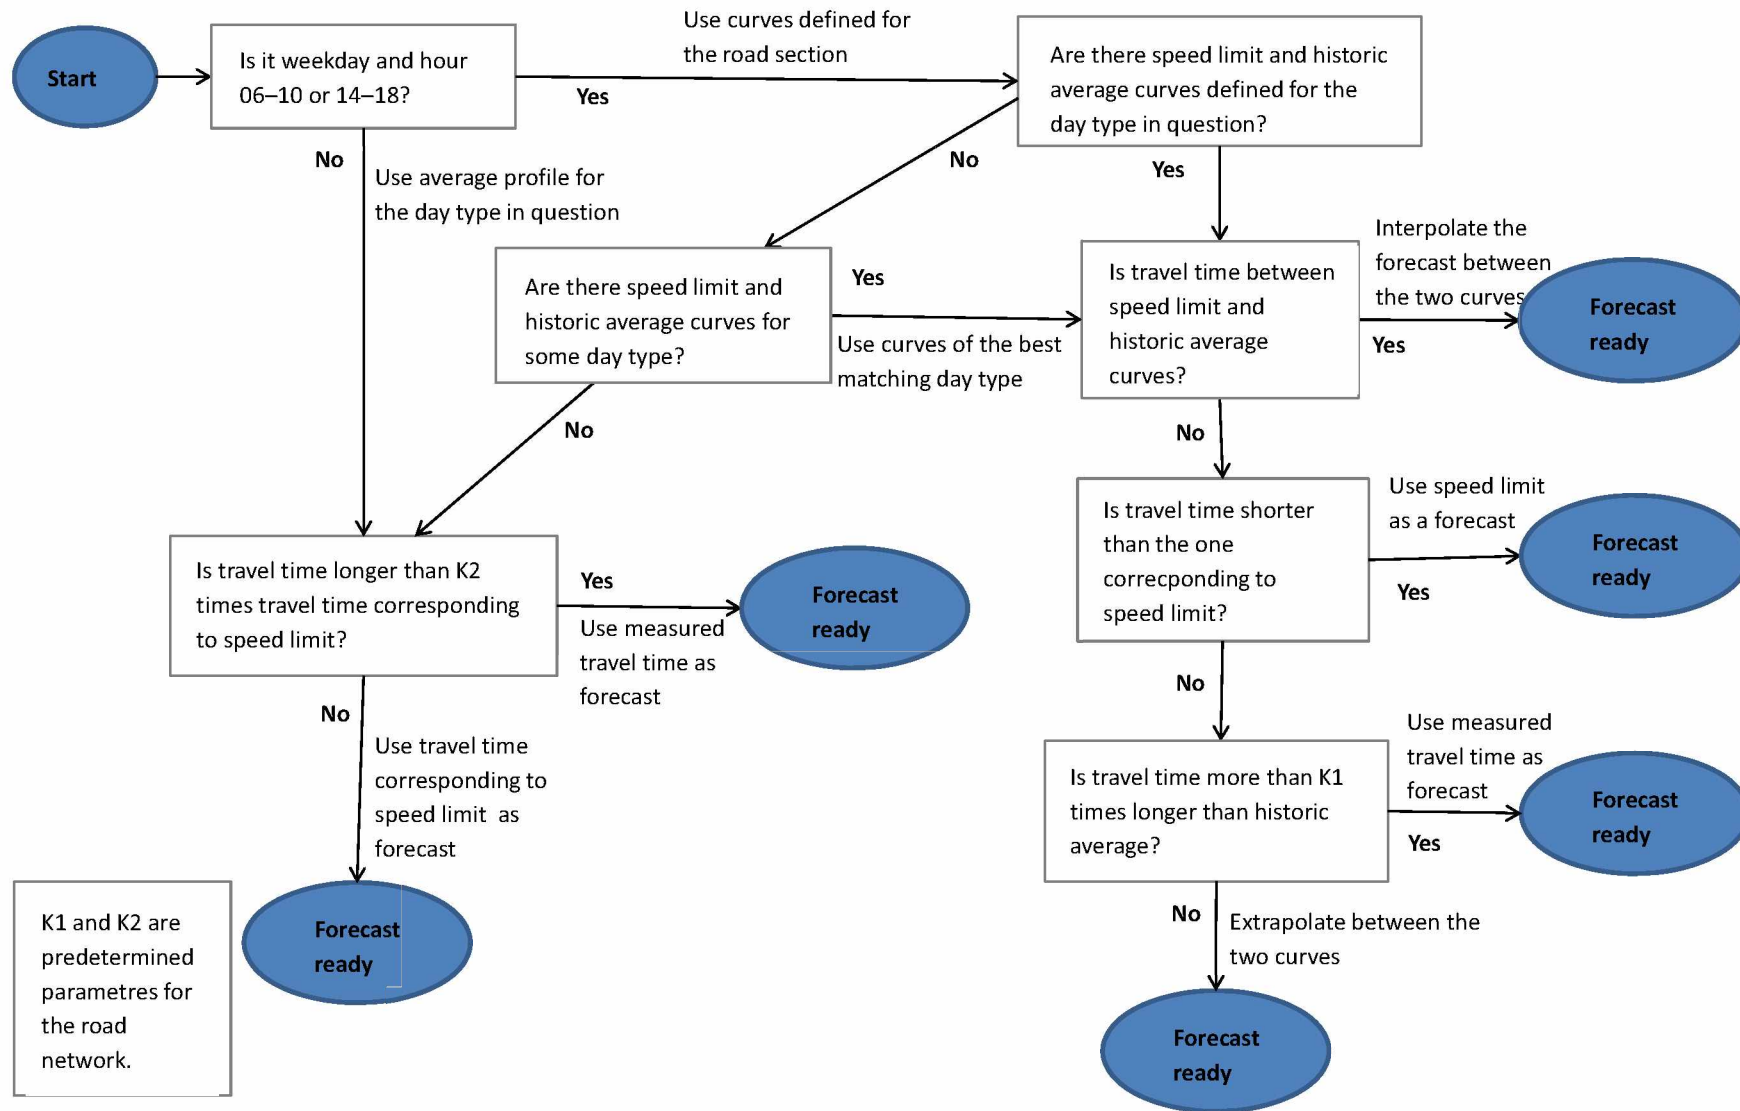 Start
Is it weekday and hour
06–10 or 14–18?
Use curves defined for
the road section
Yes
Are there speed limit and historic
average curves defined for the
day type in question?
No
Use average profile for
the day type in question
No
Yes
Are there speed limit and
historic average curves for
some day type?
Yes
Use curves of the best
matching day type
Is travel time between
speed limit and
historic average
curves?
Interpolate the
forecast between
the two curves
Yes
Forecast
ready
No
No
Is travel time longer than K2
times travel time corresponding
to speed limit?
Yes
Use measured
travel time as
forecast
Forecast
ready
Is travel time shorter
than the one
correcponding to
speed limit?
Use speed limit
as a forecast
Yes
Forecast
ready
No
Use travel time
corresponding to
speed limit as
forecast
Forecast
ready
No
Is travel time more than K1
times longer than historic
average?
Use measured
travel time as
forecast
Yes
Forecast
ready
No
Extrapolate between the
two curves
Forecast
ready
K1 and K2 are
predetermined
parametres for
the road
network.